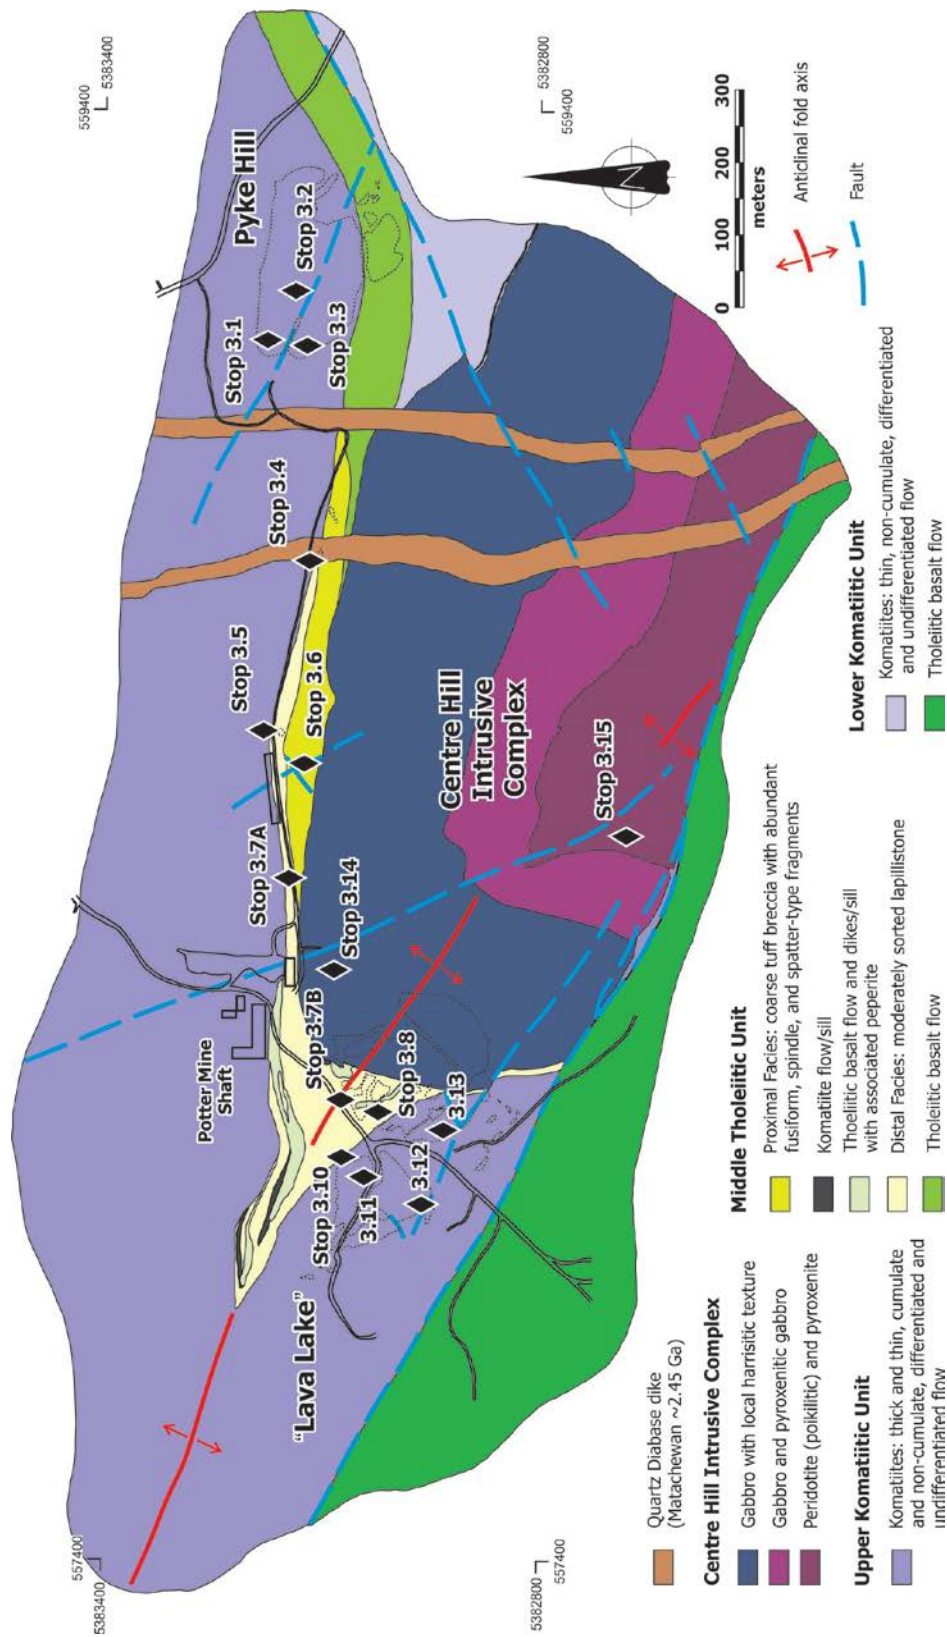 557400
5383400
559400
5383400
Pyke Hill
Stop 3.1
Stop 3.2
Stop 3.3
Stop 3.4
Stop 3.5
Stop 3.6
Stop 3.7A
Potter Mine
Shaft
Stop 3.14
Stop 3.7B
Stop 3.8
3.13
3.12
Stop 3.10
3.11
"Lava Lake"
Centre Hill
Intrusive
Complex
Stop 3.15
5382800
557400
5382800
559400
N
0 100 200 300
meters
Anticlinal fold axis
Fault
Quartz Diabase dike
(Matachewan ~2.45 Ga)
Centre Hill Intrusive Complex
Gabbro with local harrisitic texture
Gabbro and pyroxenitic gabbro
Peridotite (poikilitic) and pyroxenite
Upper Komatiitic Unit
Komatiites: thick and thin, cumulate
and non-cumulate, differentiated and
undifferentiated flow
Middle Tholeiitic Unit
Proximal Facies: coarse tuff breccia with abundant
fusiform, spindle, and spatter-type fragments
Komatiite flow/sill
Thoeliitic basalt flow and dikes/sill
with associated peperite
Distal Facies: moderately sorted lapillistone
Tholeiitic basalt flow
Lower Komatiitic Unit
Komatiites: thin, non-cumulate, differentiated
and undifferentiated flow
Tholeiitic basalt flow